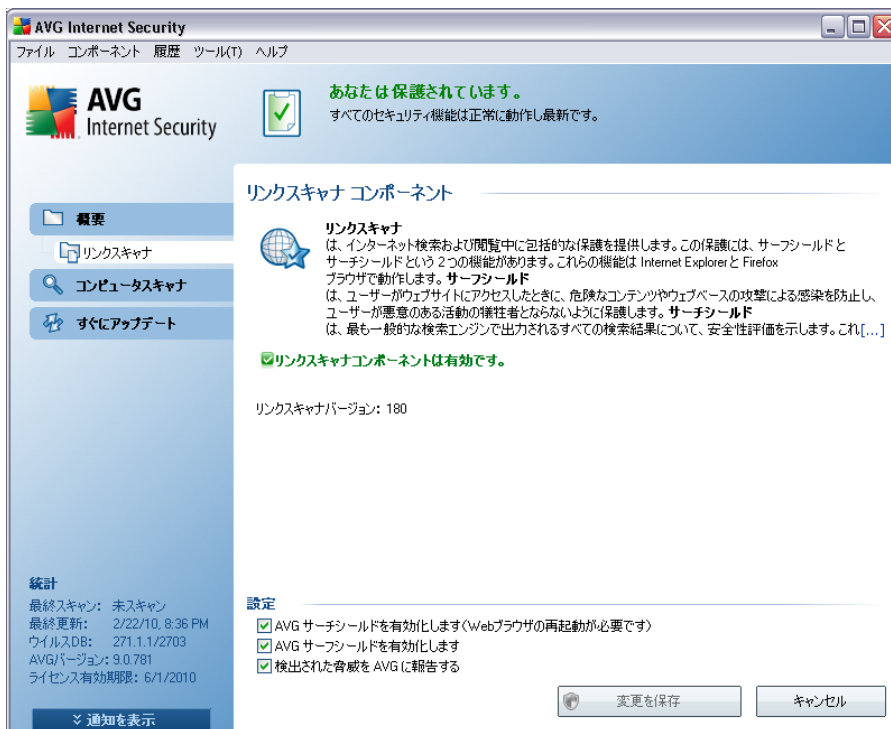 AVG Internet Security
ファイル コンポーネント 履歴 ツール(T) ヘルプ
AVG
Internet Security
あなたは保護されています。
すべてのセキュリティ機能は正常に動作し最新です。
概要
リンクスキャナ
コンピュータスキャナ
すぐにアップデート
リンクスキャナ コンポーネント
リンクスキャナ
は、インターネット検索および閲覧中に包括的な保護を提供します。この保護には、サーフシールドと
サーチシールドという 2 つの機能があります。これらの機能は Internet Explorer と Firefox
ブラウザで動作します。サーフシールド
は、ユーザーがウェブサイトにアクセスしたときに、危険なコンテンツやウェブベースの攻撃による感染を防止し、
ユーザーが悪意のある活動の犠牲者とならないように保護します。サーチシールド
は、最も一般的な検索エンジンで出力されるすべての検索結果について、安全性評価を示します。これ[...]
リンクスキャナコンポーネントは有効です。
リンクスキャナバージョン: 180
統計
最終スキャン: 未スキャン
最終更新: 2/22/10, 8:36 PM
ウイルスDB: 271.1.1/2703
AVGバージョン: 9.0.781
ライセンス有効期限: 6/1/2010
通知を表示
設定
AVG サーチシールドを有効化します(Webブラウザの再起動が必要です)
AVG サーフシールドを有効化します
検出された脅威を AVG に報告する
変更を保存
キャンセル